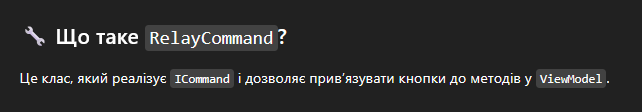 🔧 Що таке RelayCommand?
Це клас, який реалізує ICommand і дозволяє прив’язувати кнопки до методів у ViewModel.